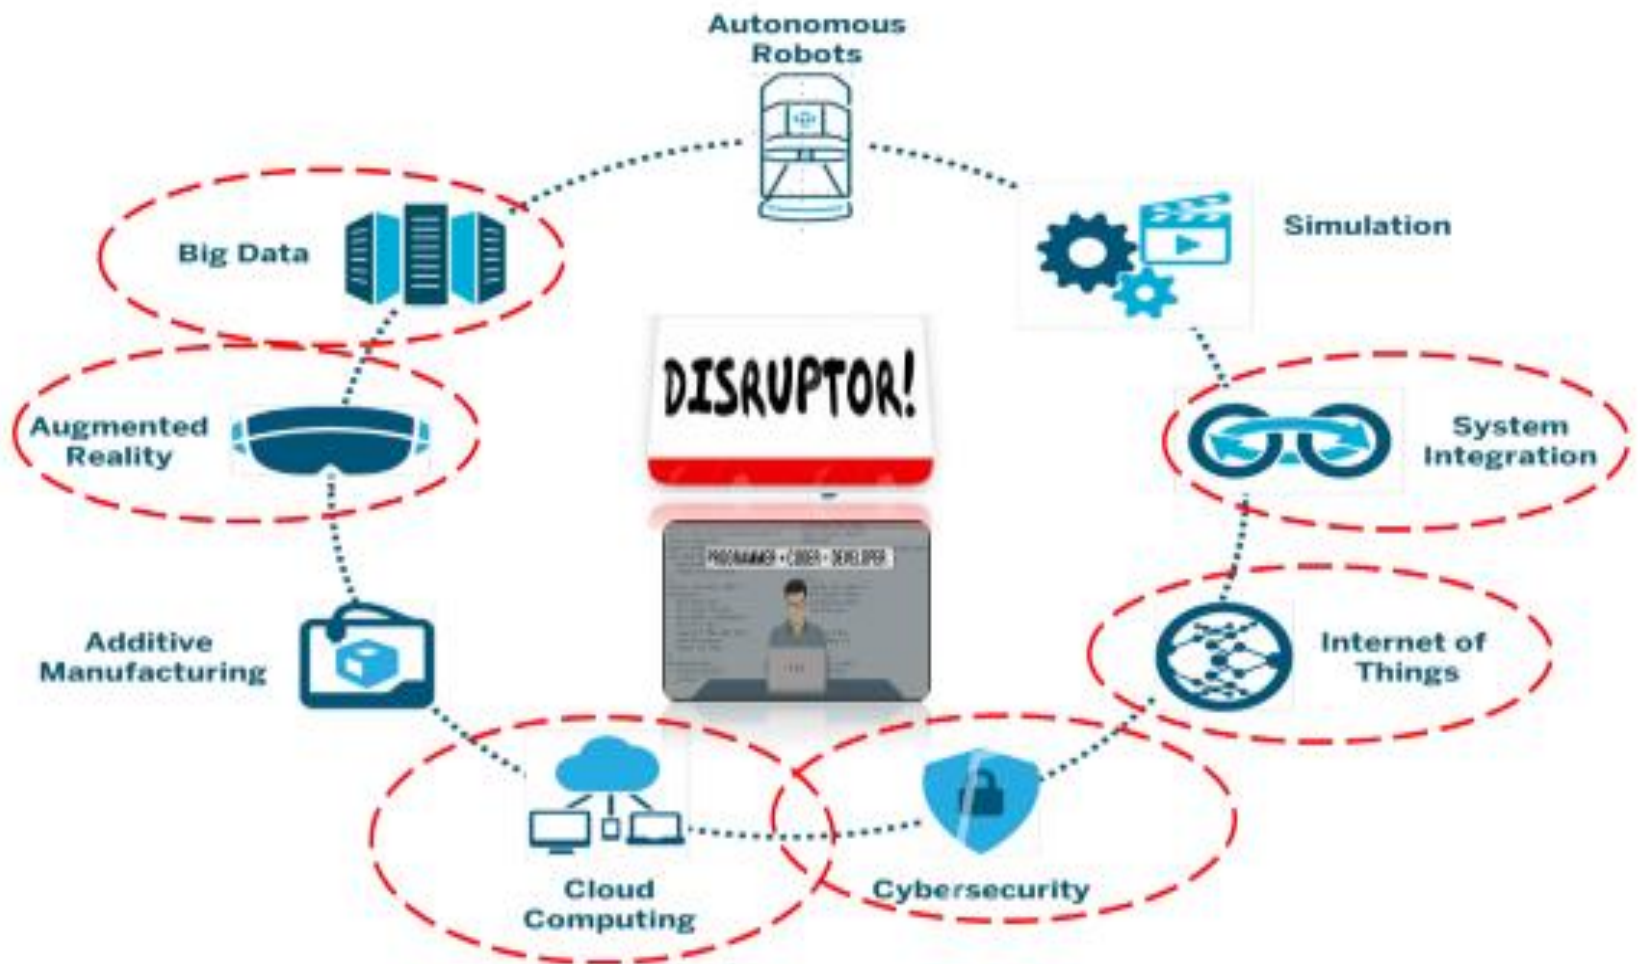 Autonomous
Robots
Simulation
Big Data
DISRUPTOR!
Augmented
Reality
System
Integration
PROGRAMMER + CODER + DEVELOPER
Additive
Manufacturing
Internet of
Things
Cloud
Computing
Cybersecurity